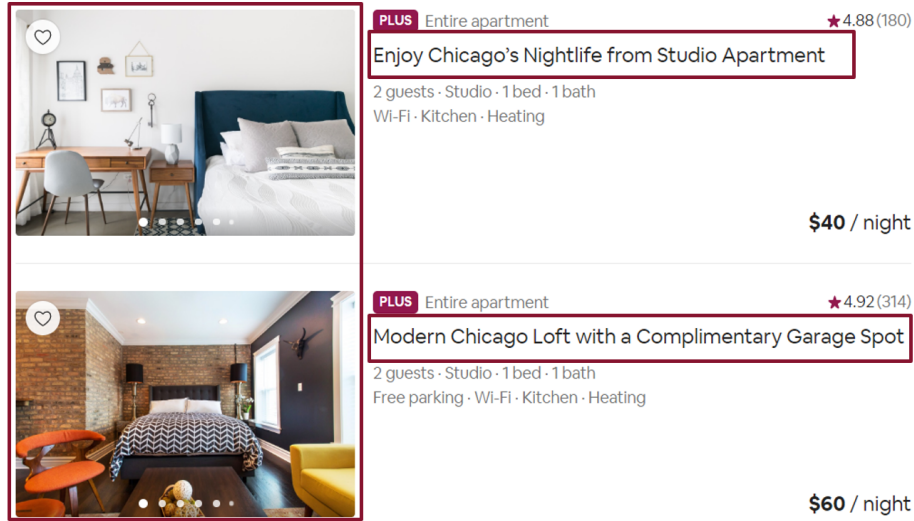 PLUS Entire apartment ★4.88 (180)
Enjoy Chicago's Nightlife from Studio Apartment
2 guests · Studio · 1 bed · 1 bath
Wi-Fi · Kitchen · Heating
$40 / night
PLUS Entire apartment ★4.92 (314)
Modern Chicago Loft with a Complimentary Garage Spot
2 guests · Studio · 1 bed · 1 bath
Free parking · Wi-Fi · Kitchen · Heating
$60 / night